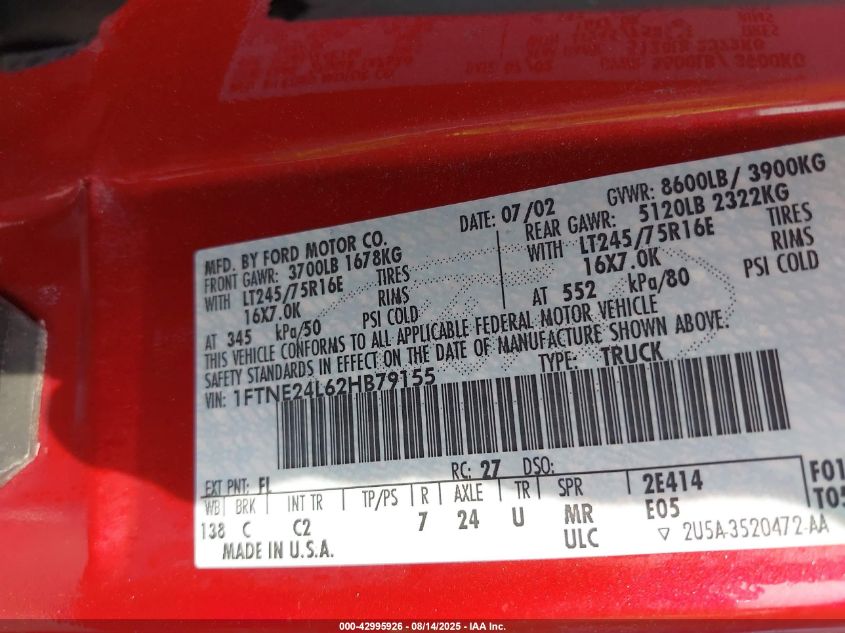 MFD. BY FORD MOTOR CO.
DATE: 07/02
GVWR: 8600LB/ 3900KG
FRONT GAWR: 3700LB 1678KG
REAR GAWR: 5120LB 2322KG
WITH LT245/75R16E TIRES
WITH LT245/75R16E TIRES
16X7.0K RIMS
16X7.0K RIMS
AT 345 kPa/50 PSI COLD
AT 552 kPa/80 PSI COLD
THIS VEHICLE CONFORMS TO ALL APPLICABLE FEDERAL MOTOR VEHICLE
SAFETY STANDARDS IN EFFECT ON THE DATE OF MANUFACTURE SHOWN ABOVE.
VIN: 1FTNE24L62HB79155
TYPE: TRUCK
EXT PNT: FL RC: 27 DSO:
WB BRK INT TR TP/PS R AXLE TR SPR 2E414 F01
138 C C2 7 24 U MR E05 T05
ULC
MADE IN U.S.A.
▽ 2U5A-3520472-AA
000-42995926 - 08/14/2025 - IAA Inc.